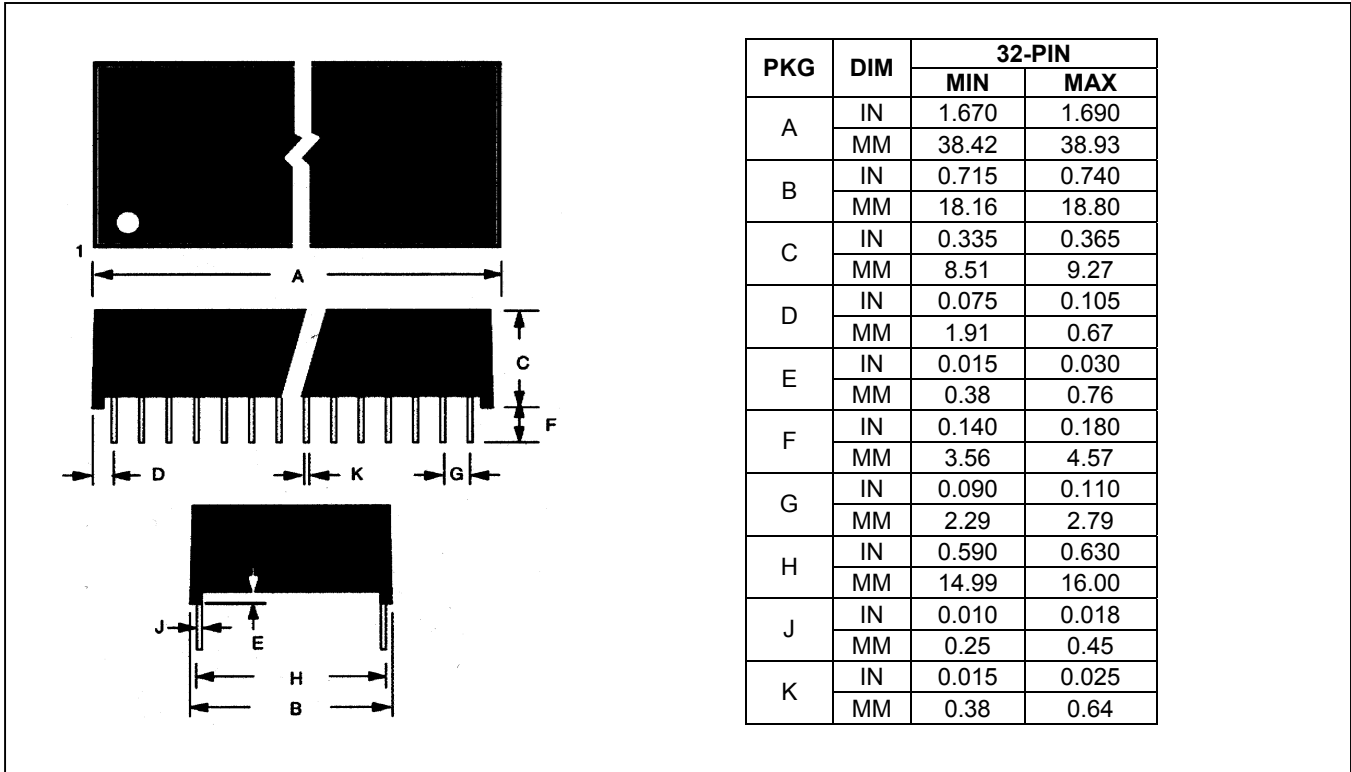 1
A
C
F
D K G
J
E
H
B
PKG DIM 32-PIN
MIN MAX
A IN 1.670 1.690
MM 38.42 38.93
B IN 0.715 0.740
MM 18.16 18.80
C IN 0.335 0.365
MM 8.51 9.27
D IN 0.075 0.105
MM 1.91 0.67
E IN 0.015 0.030
MM 0.38 0.76
F IN 0.140 0.180
MM 3.56 4.57
G IN 0.090 0.110
MM 2.29 2.79
H IN 0.590 0.630
MM 14.99 16.00
J IN 0.010 0.018
MM 0.25 0.45
K IN 0.015 0.025
MM 0.38 0.64